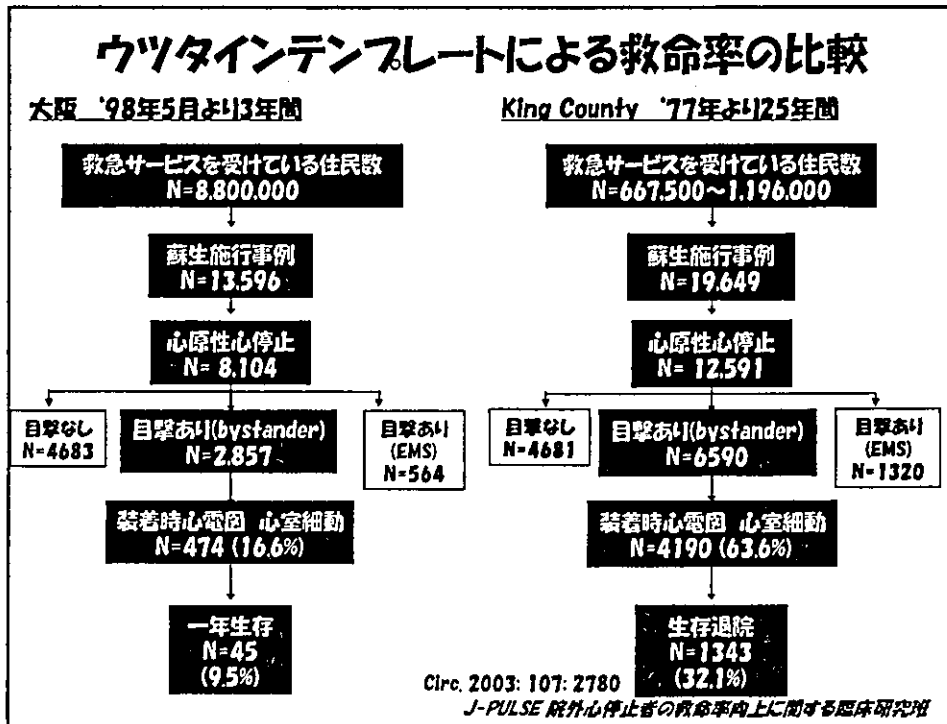 ウツタインテンプレートによる救命率の比較
大阪 '98年5月より3年間
救急サービスを受けている住民数
N=8.800.000
蘇生施行事例
N=13.596
心原性心停止
N= 8.104
目撃なし
N=4683
目撃あり(bystander)
N=2.857
目撃あり
(EMS)
N=564
装着時心電図 心室細動
N=474 (16.6%)
一年生存
N=45
(9.5%)
King County '77年より25年間
救急サービスを受けている住民数
N=667.500～1.196.000
蘇生施行事例
N=19.649
心原性心停止
N= 12.591
目撃なし
N=4681
目撃あり(bystander)
N=6590
目撃あり
(EMS)
N=1320
装着時心電図 心室細動
N=4190 (63.6%)
生存退院
N=1343
(32.1%)
Circ. 2003: 107: 2780
J-PULSE 院外心停止者の救命率向上に関する臨床研究班